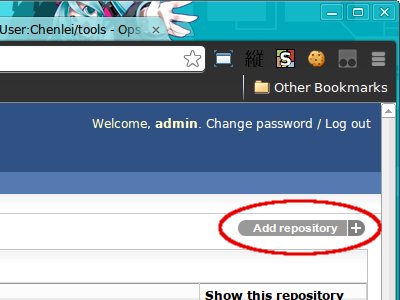 User:Chenlei/tools - Ops
縦
S
Other Bookmarks
Welcome, admin. Change password / Log out
Add repository
Show this repository